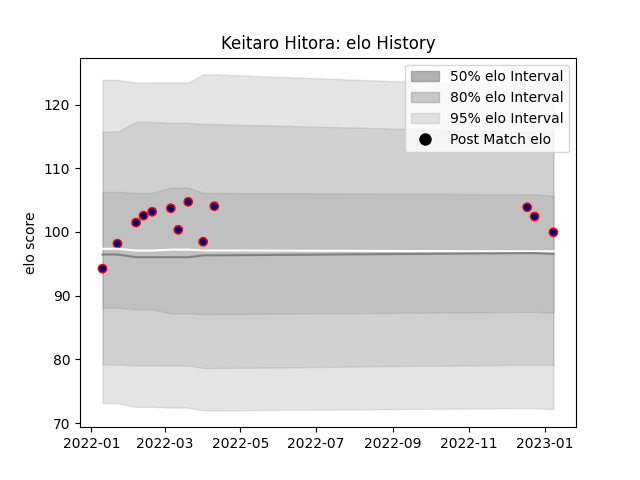 Keitaro Hitora: elo History
50% elo Interval
80% elo Interval
95% elo Interval
Post Match elo
elo score
120
110
100
90
80
70
2022-01 2022-03 2022-05 2022-07 2022-09 2022-11 2023-01